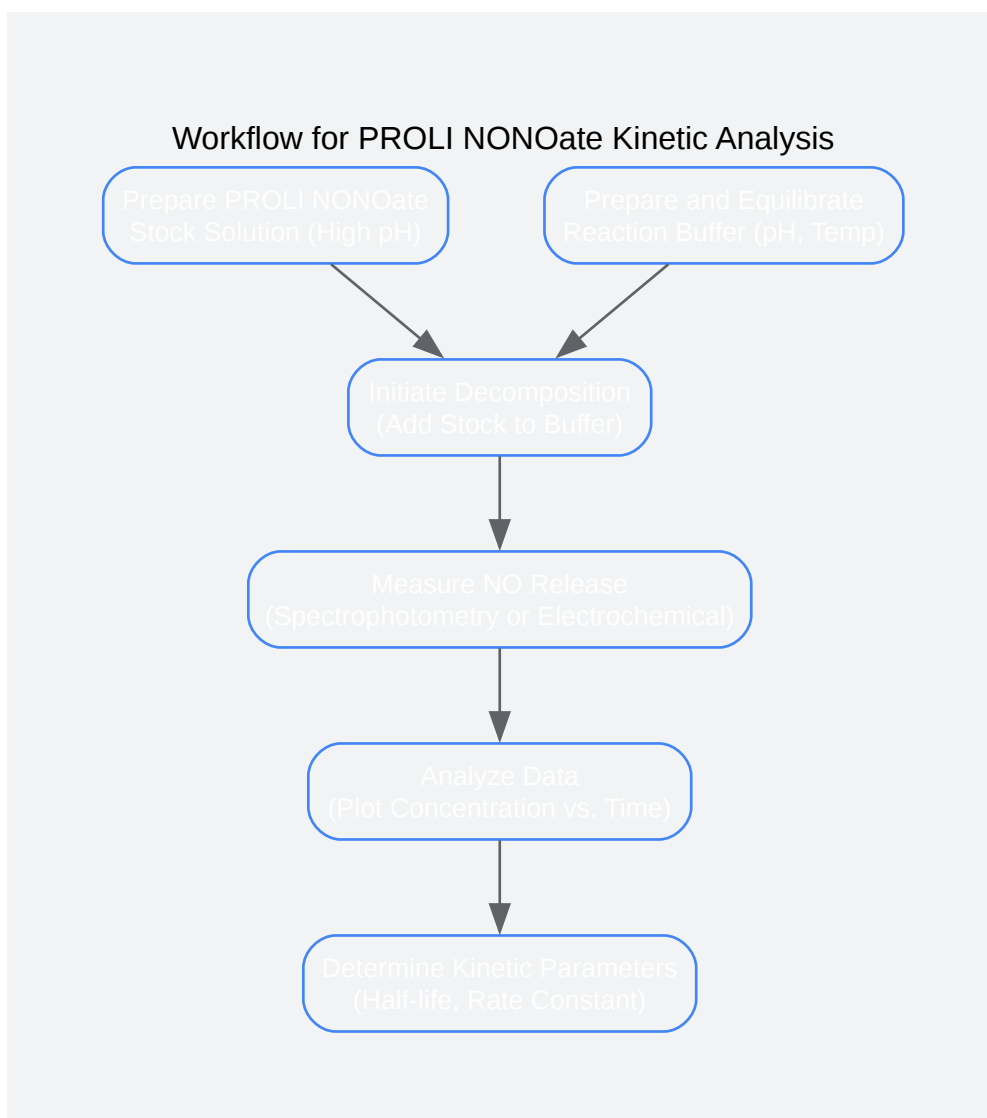 Workflow for PROLI NONOate Kinetic Analysis
Prepare PROLI NONOate
Stock Solution (High pH)
Prepare and Equilibrate
Reaction Buffer (pH, Temp)
Initiate Decomposition
(Add Stock to Buffer)
Measure NO Release
(Spectrophotometry or Electrochemical)
Analyze Data
(Plot Concentration vs. Time)
Determine Kinetic Parameters
(Half-life, Rate Constant)